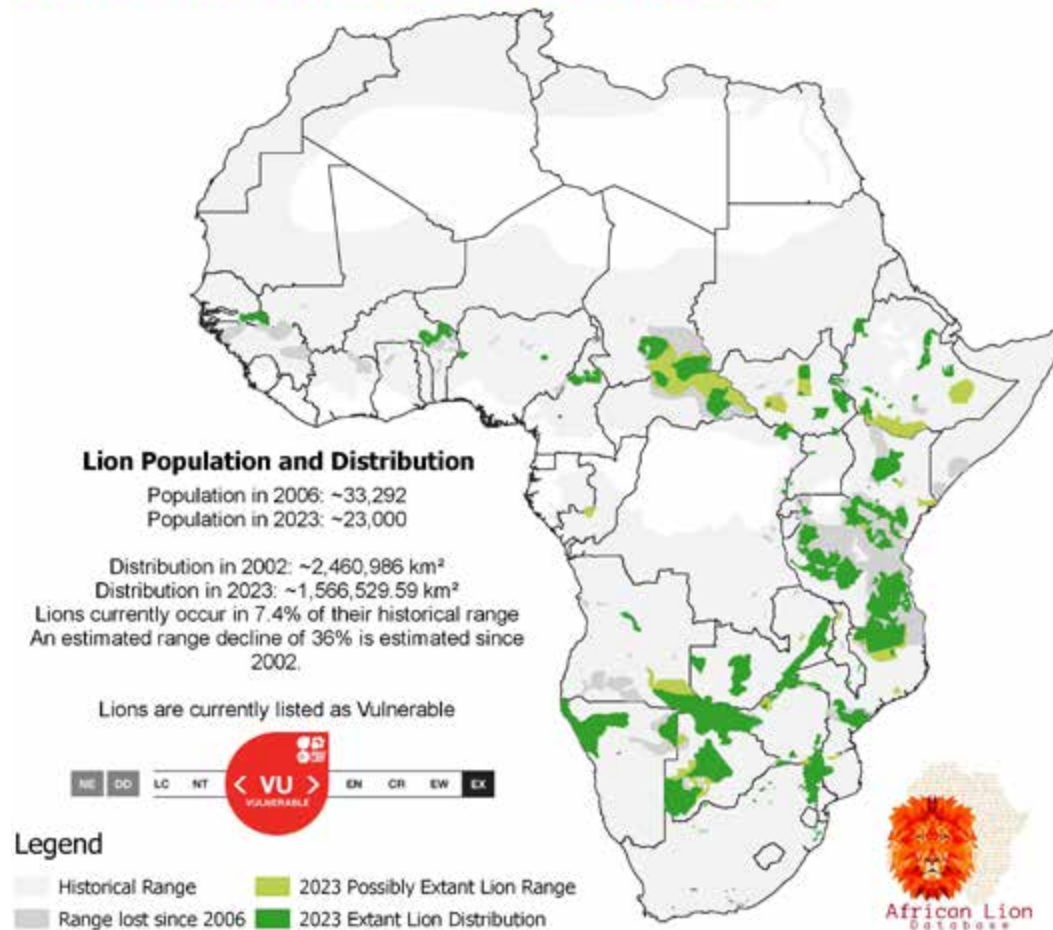 Lion Population and Distribution
Population in 2006: ~33,292
Population in 2023: ~23,000
Distribution in 2002: ~2,460,986 km²
Distribution in 2023: ~1,566,529.59 km²
Lions currently occur in 7.4% of their historical range
An estimated range decline of 36% is estimated since
2002.
Lions are currently listed as Vulnerable
NE DD LC NT < VU > EN CR EW EX
VULNERABLE
Legend
Historical Range
2023 Possibly Extant Lion Range
Range lost since 2006
2023 Extant Lion Distribution
African Lion
Database